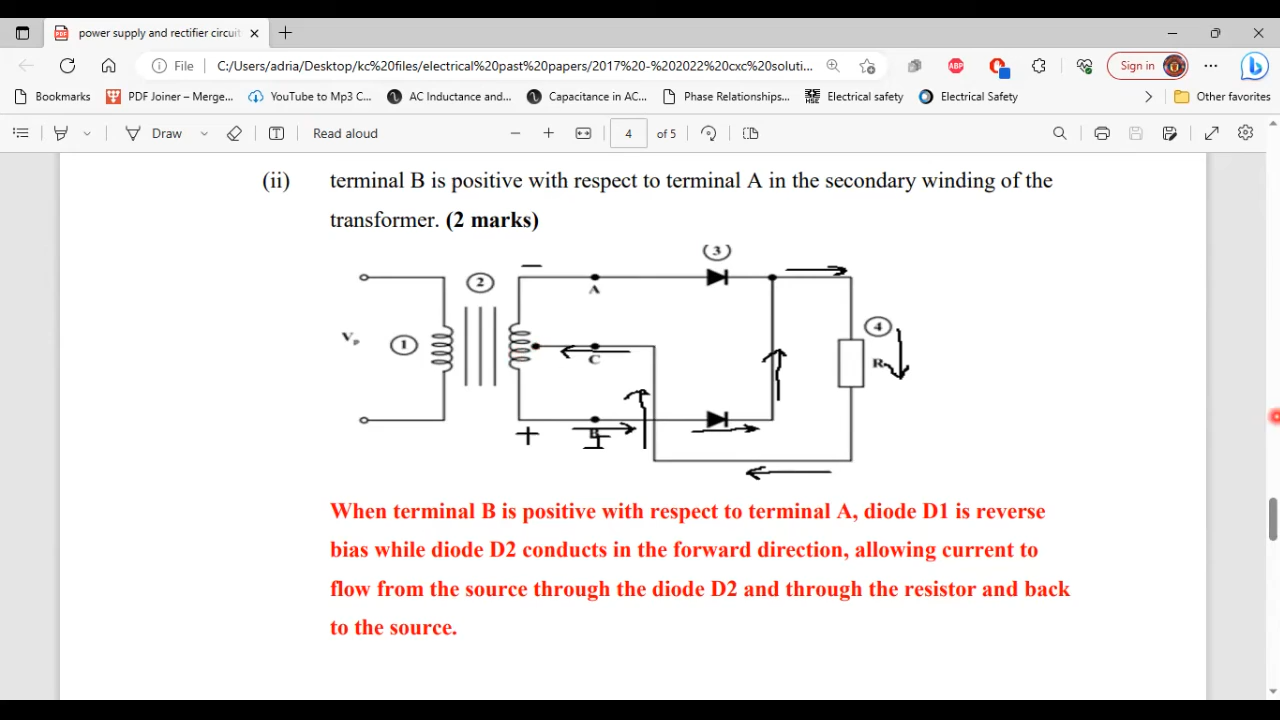 power supply and rectifier circuit
File
C:/Users/adria/Desktop/kc%20files/electrical%20past%20papers/2017%20-%202022%20cxc%20soluti...
Sign in
Bookmarks
PDF Joiner – Merge...
YouTube to Mp3 C...
AC Inductance and...
Capacitance in AC...
Phase Relationships...
Electrical safety
Electrical Safety
Other favorites
Draw
Read aloud
4 of 5
(ii) terminal B is positive with respect to terminal A in the secondary winding of the
transformer. (2 marks)
3
2
−
A
Vp
1
4
C
R
+
B
I
When terminal B is positive with respect to terminal A, diode D1 is reverse
bias while diode D2 conducts in the forward direction, allowing current to
flow from the source through the diode D2 and through the resistor and back
to the source.